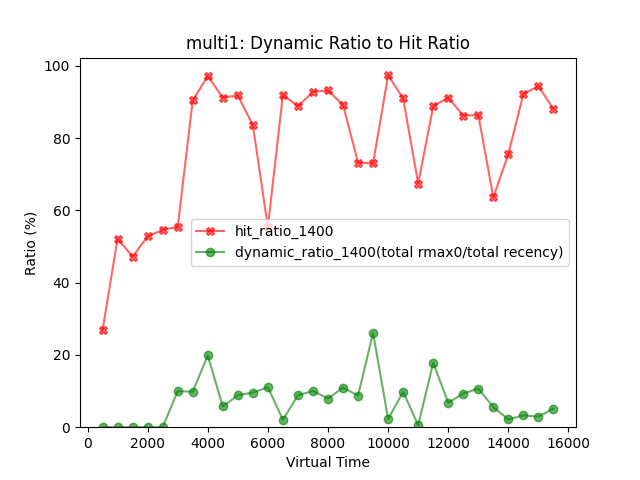 multi1: Dynamic Ratio to Hit Ratio
100
80
60
40
20
0
Ratio (%)
hit_ratio_1400
dynamic_ratio_1400(total rmax0/total recency)
0 2000 4000 6000 8000 10000 12000 14000 16000
Virtual Time